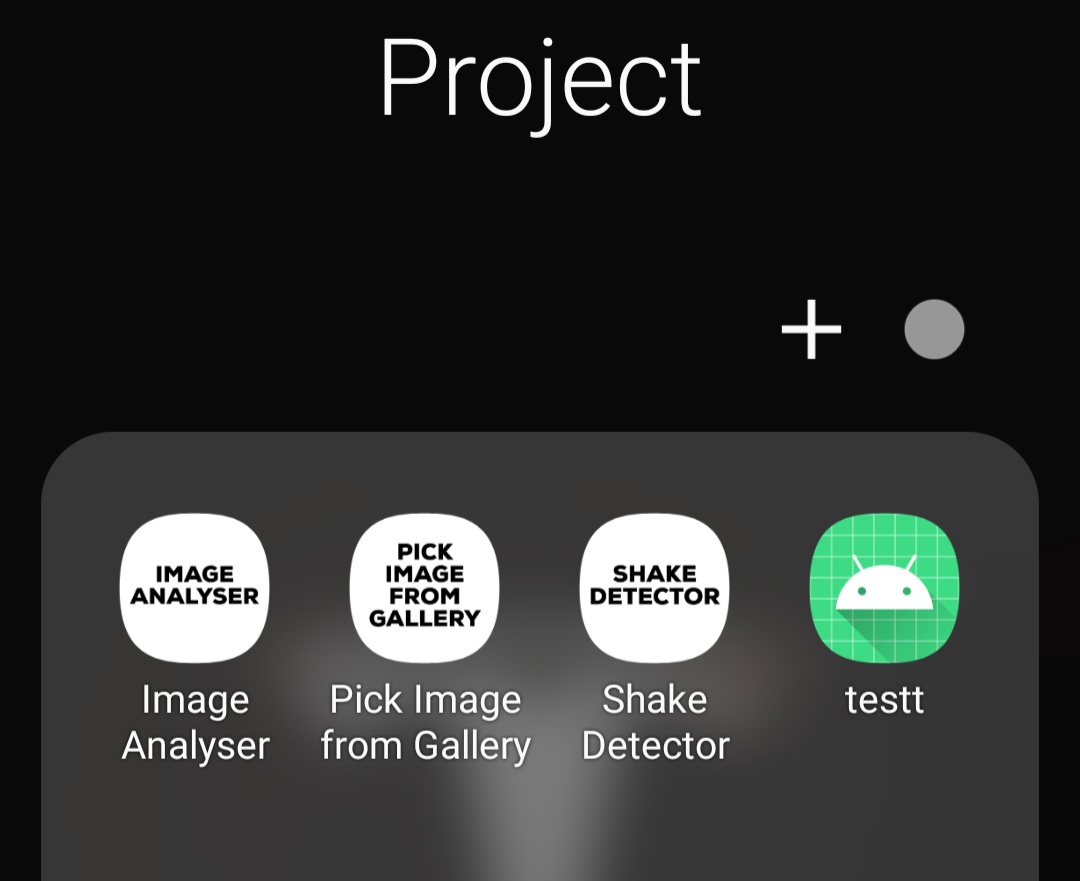 Project
IMAGE
ANALYSER
PICK
IMAGE
FROM
GALLERY
SHAKE
DETECTOR
Image
Analyser
Pick Image
from Gallery
Shake
Detector
testt